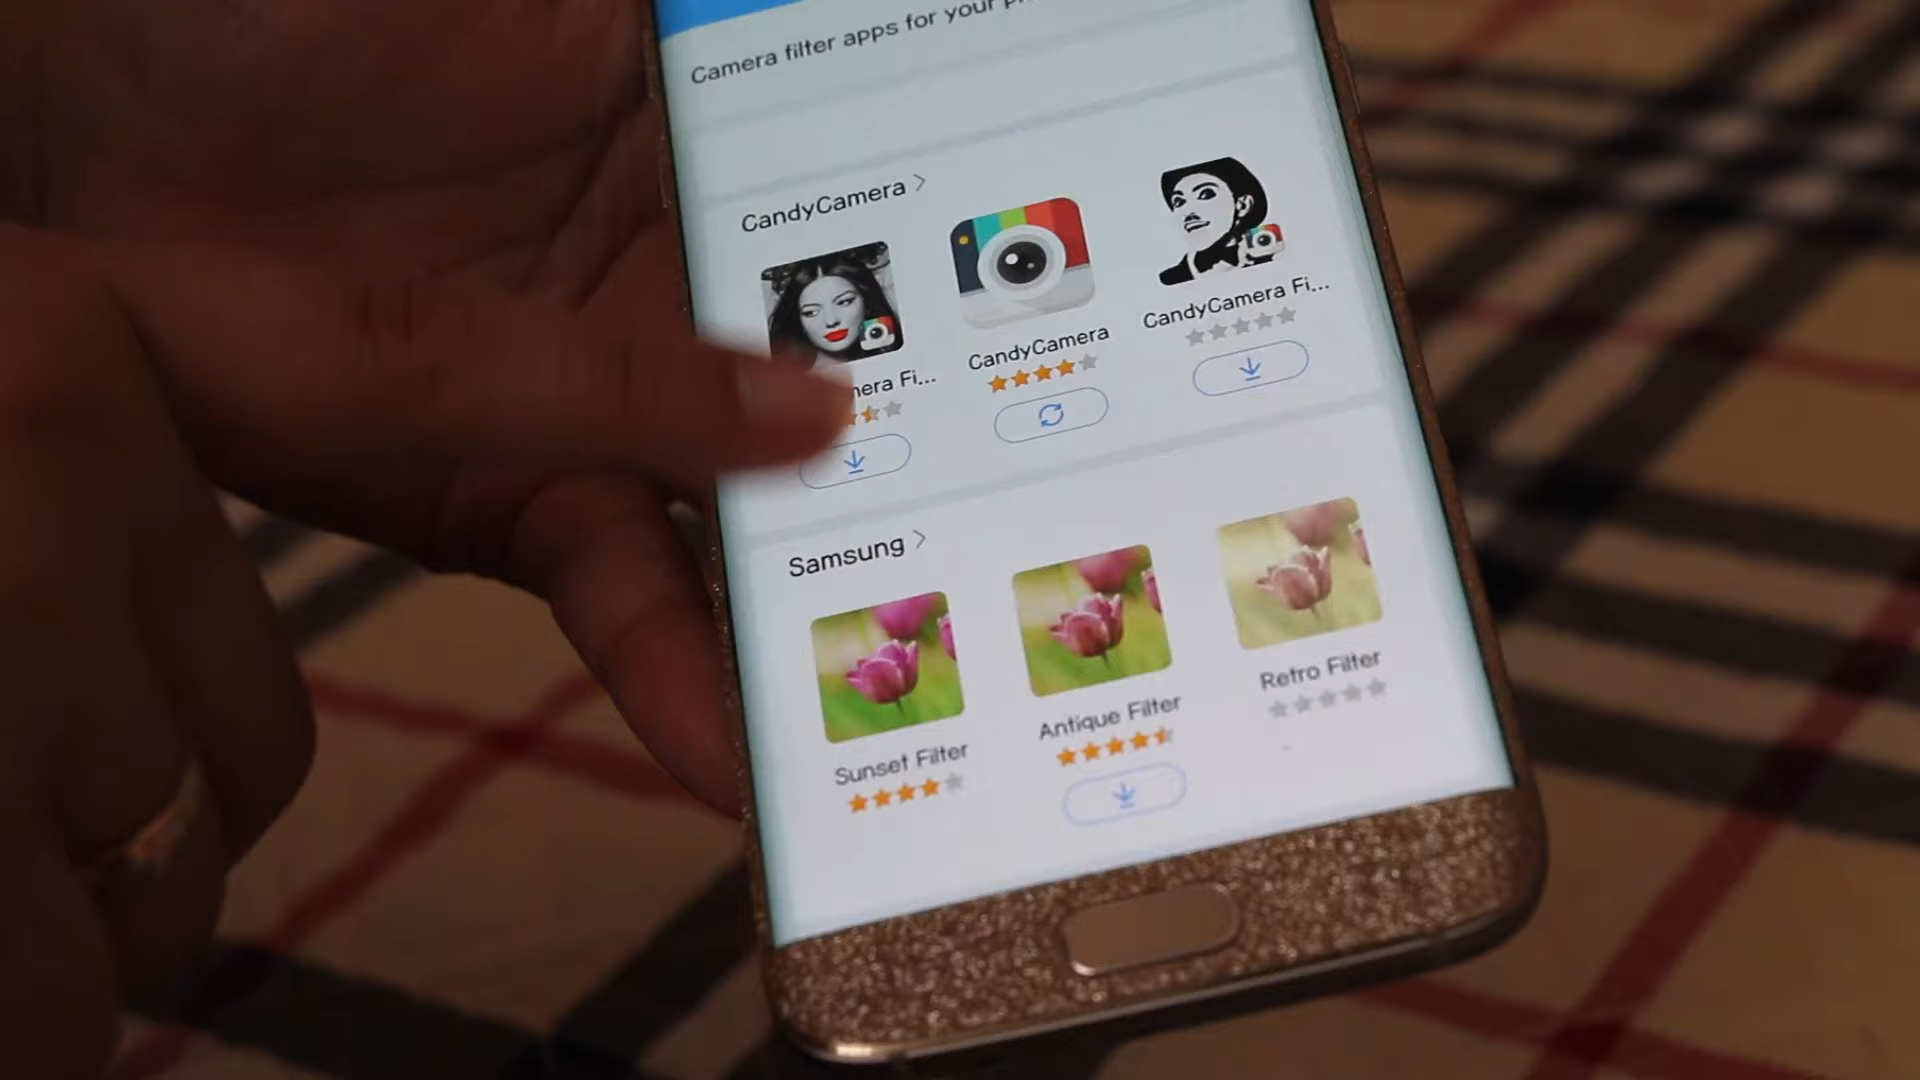 Camera filter apps for your
CandyCamera >
CandyCamera
CandyCamera Fi...
era Fi...
Samsung >
Sunset Filter
Antique Filter
Retro Filter